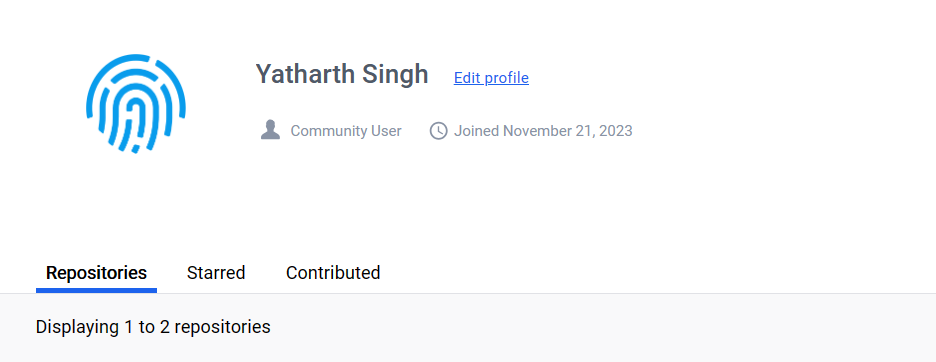 Yatharth Singh Edit profile
Community User Joined November 21, 2023
Repositories Starred Contributed
Displaying 1 to 2 repositories